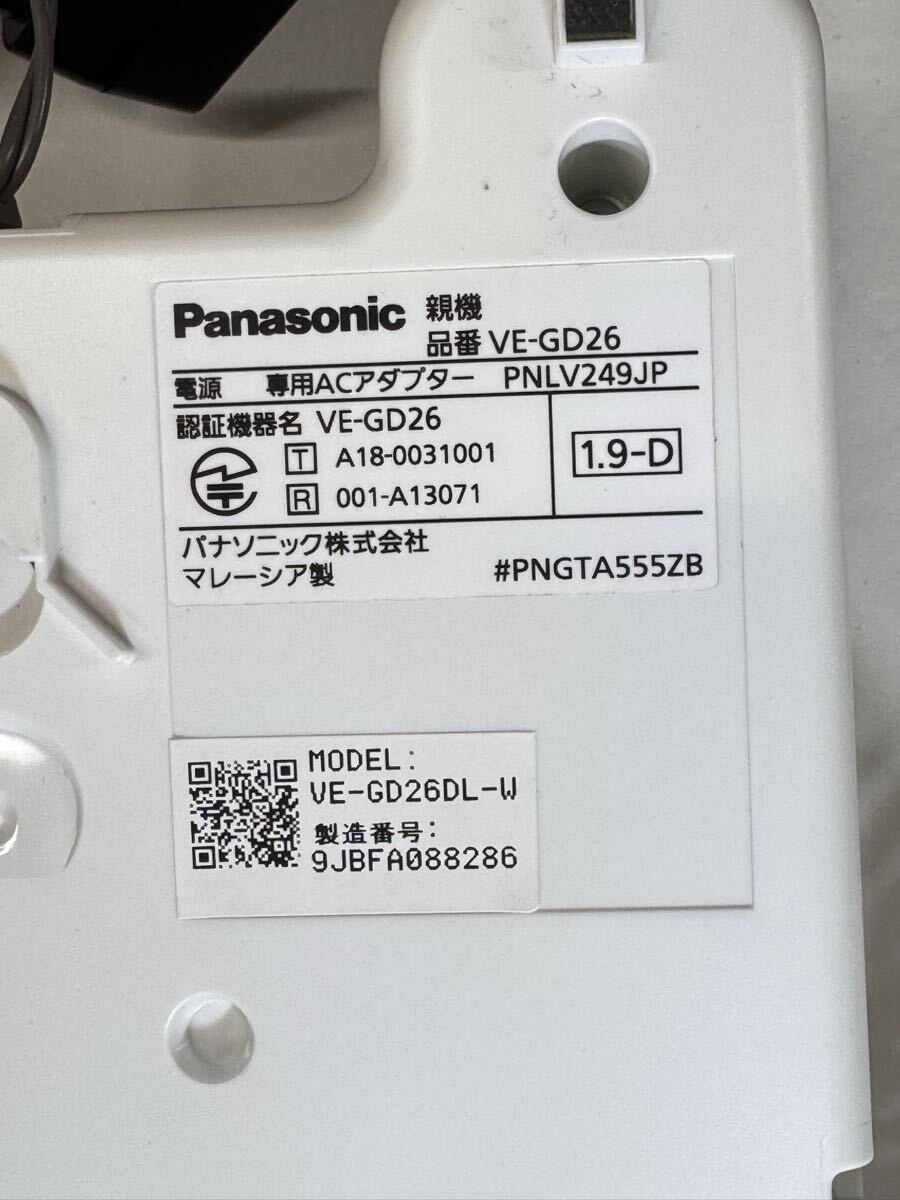 Panasonic 親機
品番 VE-GD26
電源 専用ACアダプター PNLV249JP
認証機器名 VE-GD26
T A18-0031001
R 001-A13071
1.9-D
パナソニック株式会社
マレーシア製 #PNGTA555ZB
MODEL:
VE-GD26DL-W
製造番号:
9JBFA088286